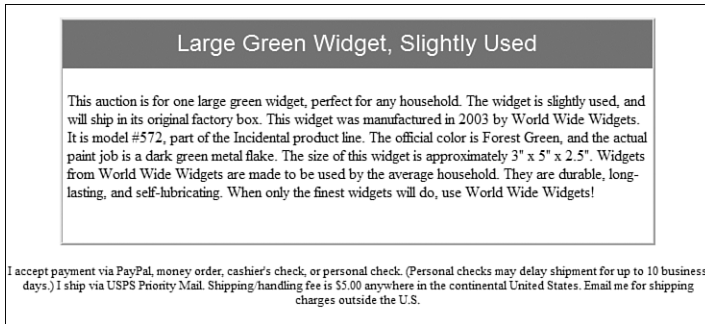 Large Green Widget, Slightly Used
This auction is for one large green widget, perfect for any household. The widget is slightly used, and
will ship in its original factory box. This widget was manufactured in 2003 by World Wide Widgets.
It is model #572, part of the Incidental product line. The official color is Forest Green, and the actual
paint job is a dark green metal flake. The size of this widget is approximately 3" x 5" x 2.5". Widgets
from World Wide Widgets are made to be used by the average household. They are durable, long-
lasting, and self-lubricating. When only the finest widgets will do, use World Wide Widgets!
I accept payment via PayPal, money order, cashier's check, or personal check. (Personal checks may delay shipment for up to 10 business
days.) I ship via USPS Priority Mail. Shipping/handling fee is $5.00 anywhere in the continental United States. Email me for shipping
charges outside the U.S.